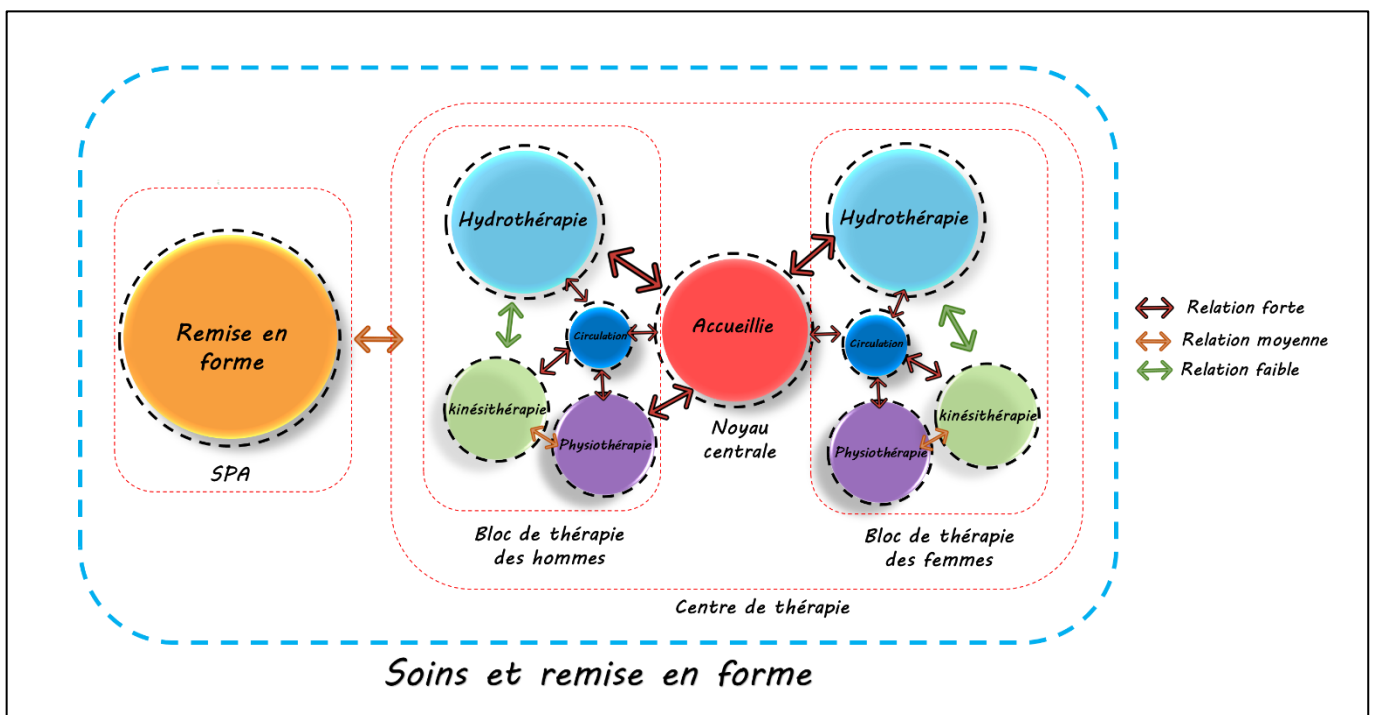 Remise en
forme
SPA
Hydrothérapie
Circulation
kinésithérapie
Physiothérapie
Bloc de thérapie
des hommes
Accueillie
Noyau
centrale
Hydrothérapie
Circulation
kinésithérapie
Physiothérapie
Bloc de thérapie
des femmes
Centre de thérapie
Soins et remise en forme
Relation forte
Relation moyenne
Relation faible